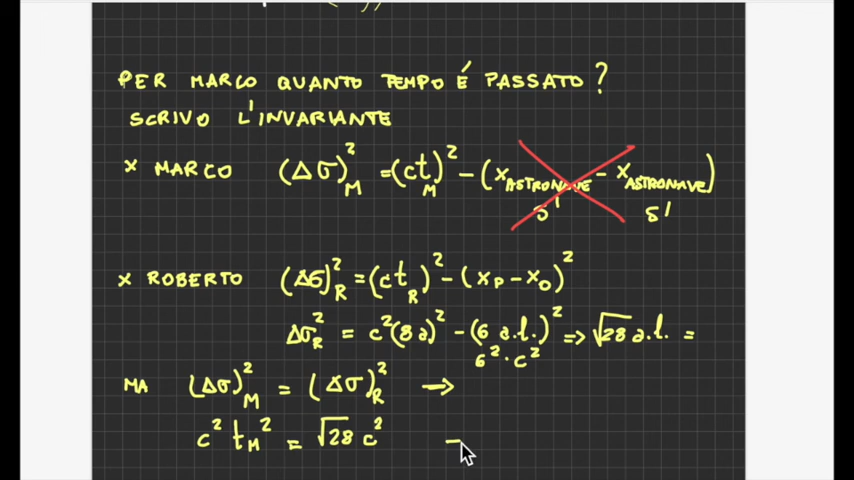 PER MARCO QUANTO TEMPO É PASSATO?
SCRIVO L'INVARIANTE
X MARCO (Δσ)²_M = (ct_M)² - (x_ASTRONAVE S' - x_ASTRONAVE S')
X ROBERTO (Δσ)²_R = (ct_R)² - (x_P - x_O)²
Δσ²_R = c²(8a)² - (6 a.l.)² => √28 a.l. =
6²·c²
MA (Δσ)²_M = (Δσ)²_R →
c² t_M² = √28 c² –